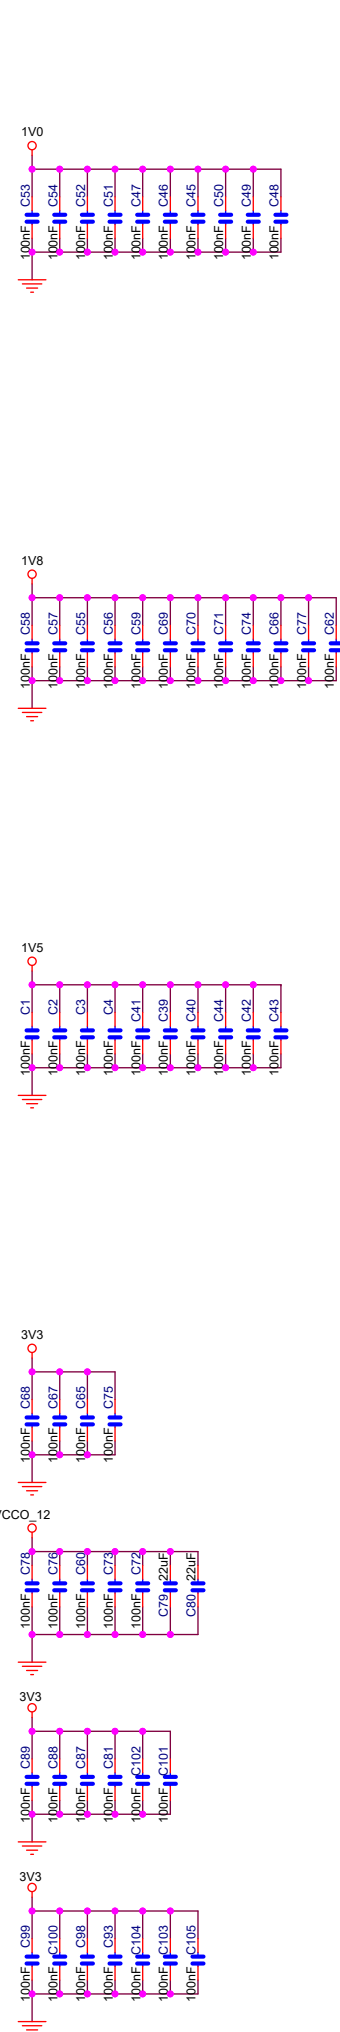 1V0
C53 C54 C52 C51 C47 C46 C45 C50 C49 C48
100nF 100nF 100nF 100nF 100nF 100nF 100nF 100nF 100nF 100nF
1V8
C58 C57 C55 C56 C59 C69 C70 C71 C74 C66 C77 C62
100nF 100nF 100nF 100nF 100nF 100nF 100nF 100nF 100nF 100nF 100nF 100nF
1V5
C1 C2 C3 C4 C41 C39 C40 C44 C42 C43
100nF 100nF 100nF 100nF 100nF 100nF 100nF 100nF 100nF 100nF
3V3
C68 C67 C65 C75
100nF 100nF 100nF 100nF
VCCO_12
C78 C76 C60 C73 C72 22uF 22uF
100nF 100nF 100nF 100nF 100nF C79 C80
3V3
C89 C88 C87 C81 C102 C101
100nF 100nF 100nF 100nF 100nF 100nF
3V3
C99 C100 C98 C93 C104 C103 C105
100nF 100nF 100nF 100nF 100nF 100nF 100nF